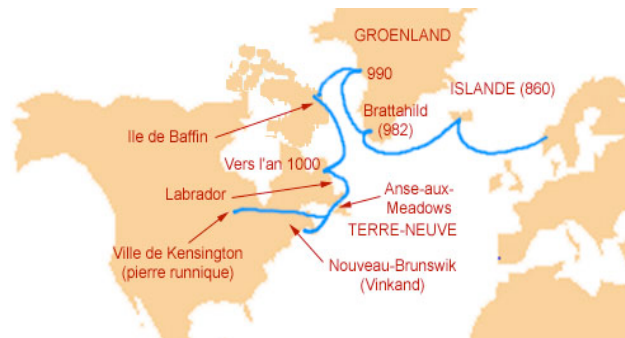 GROENLAND
990
ISLANDE (860)
Brattahild
(982)
Ile de Baffin
Vers l'an 1000
Labrador
Anse-aux-
Meadows
TERRE-NEUVE
Ville de Kensington
(pierre runnique)
Nouveau-Brunswik
(Vinkand)